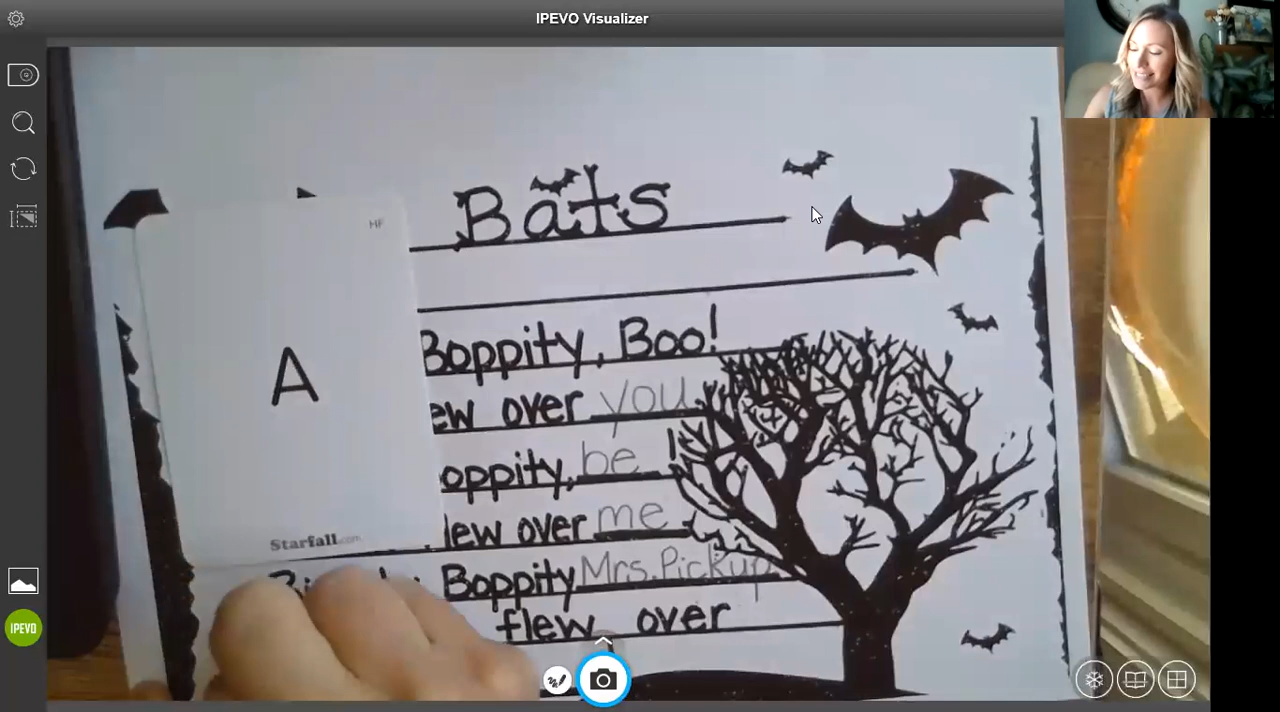 IPEVO Visualizer
Bats
HF
A
Boppity, Boo!
ew over you
oppity, be !
lew over me
Boppity Mrs. Pickup
flew over
Starfall.com
IPEVO